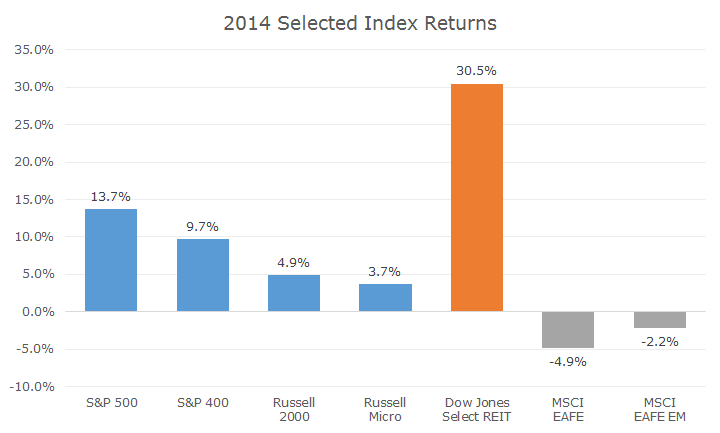 2014 Selected Index Returns
35.0%
30.0%
25.0%
20.0%
15.0%
10.0%
5.0%
0.0%
-5.0%
-10.0%
13.7%
9.7%
4.9%
3.7%
30.5%
-4.9%
-2.2%
S&P 500
S&P 400
Russell
2000
Russell
Micro
Dow Jones
Select REIT
MSCI
EAFE
MSCI
EAFE EM